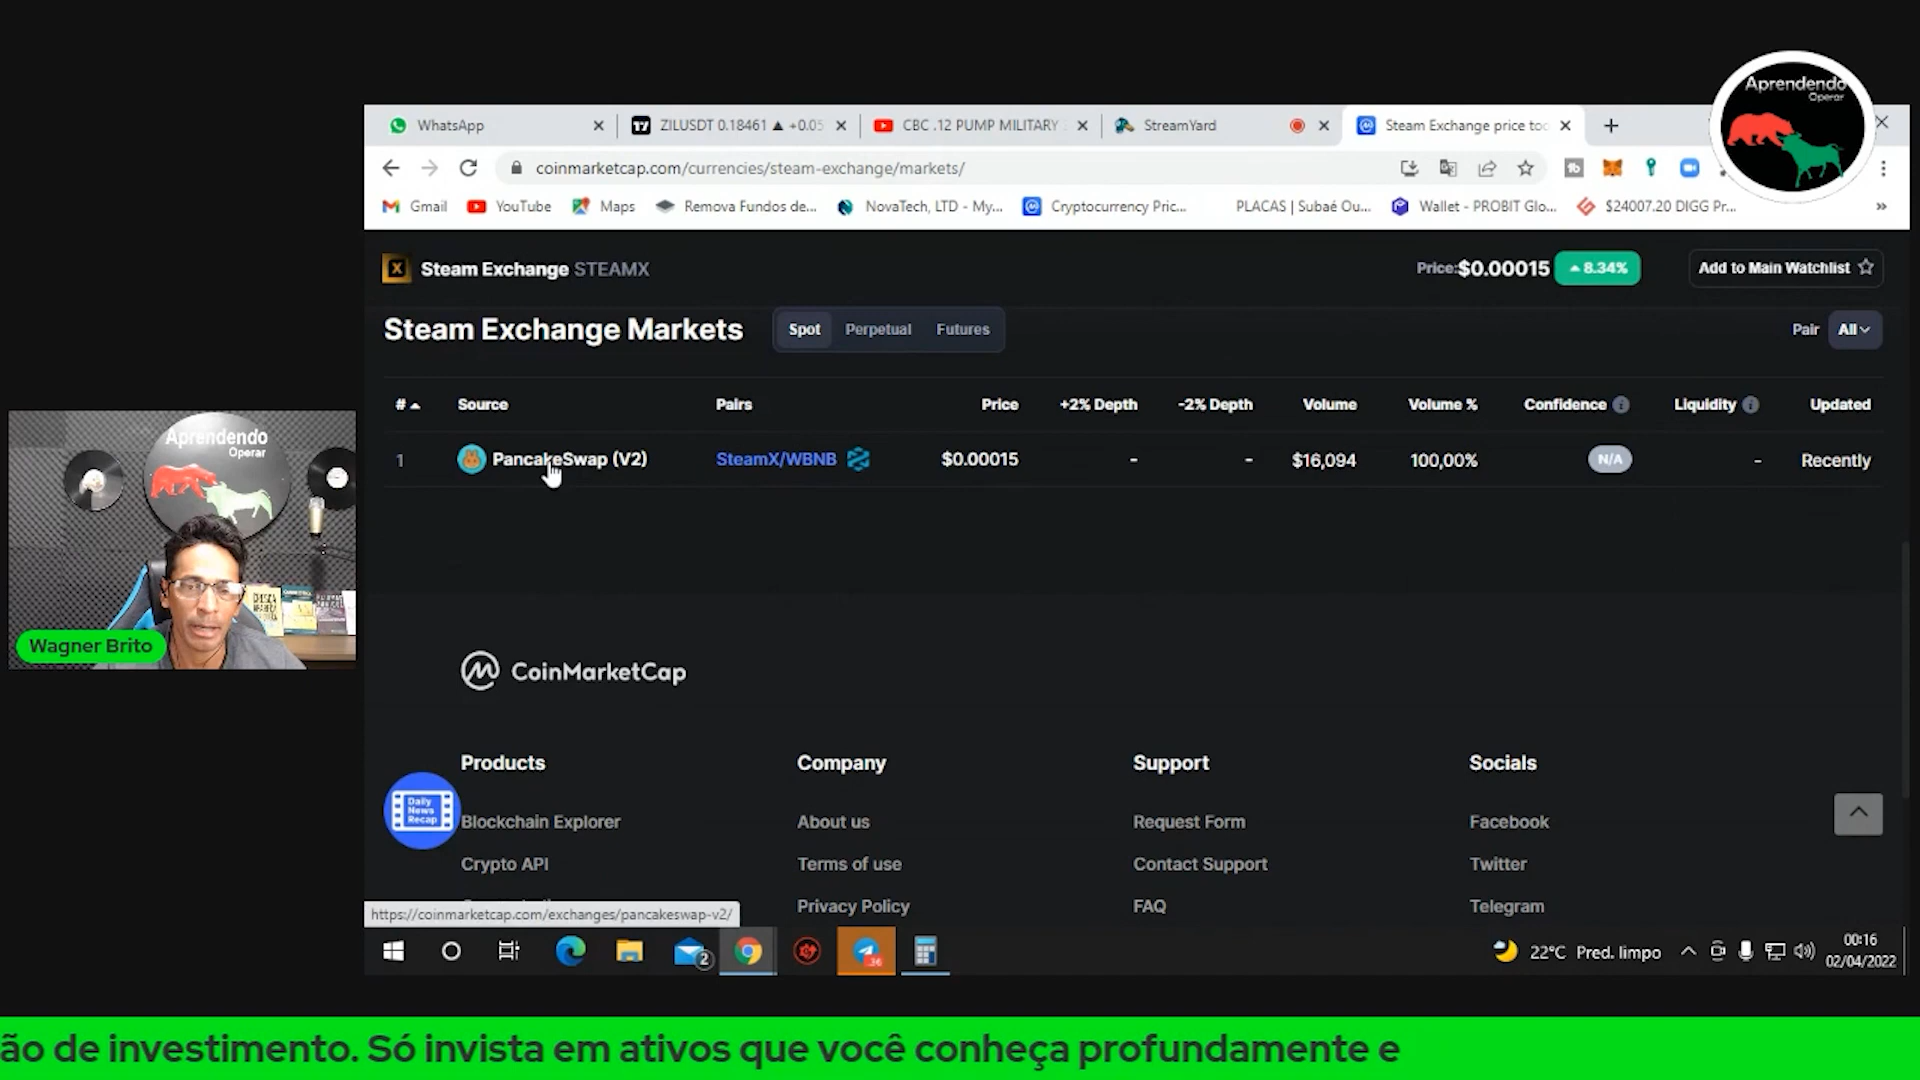 Aprendendo
Operar
WhatsApp
ZILUSDT 0.18461 ▲ +0.05
CBC .12 PUMP MILITARY
StreamYard
Steam Exchange price to
coinmarketcap.com/currencies/steam-exchange/markets/
Gmail
YouTube
Maps
Remova Fundos de...
NovaTech, LTD - My...
Cryptocurrency Pric...
PLACAS | Subaé Ou...
Wallet - PROBIT Glo...
$24007.20 DIGG Pr...
»
Steam Exchange STEAMX
Price:$0.00015
8.34%
Add to Main Watchlist
Steam Exchange Markets
Spot
Perpetual
Futures
Pair
All
# Source Pairs Price +2% Depth -2% Depth Volume Volume % Confidence Liquidity Updated
1 PancakeSwap (V2) SteamX/WBNB $0.00015 - - $16,094 100,00% N/A - Recently
Aprendendo
Operar
Wagner Brito
CoinMarketCap
Products
Company
Support
Socials
Daily
News
Recap
Blockchain Explorer
About us
Request Form
Facebook
Crypto API
Terms of use
Contact Support
Twitter
https://coinmarketcap.com/exchanges/pancakeswap-v2/
Privacy Policy
FAQ
Telegram
2
36
22°C Pred. limpo
00:16
02/04/2022
ão de investimento. Só invista em ativos que você conheça profundamente e